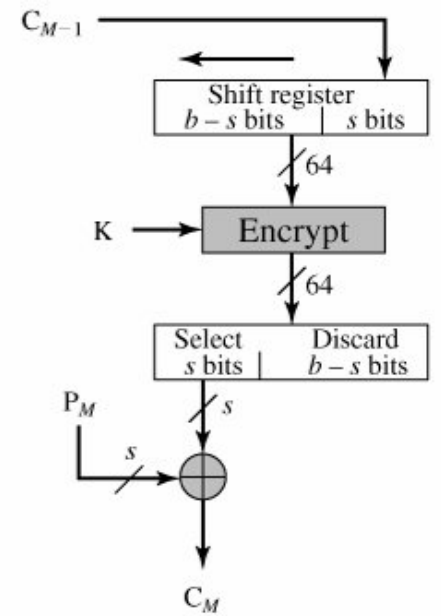 C_{M−1}
Shift register
b − s bits | s bits
64
K
Encrypt
64
Select Discard
s bits | b − s bits
P_M
s
s
C_M